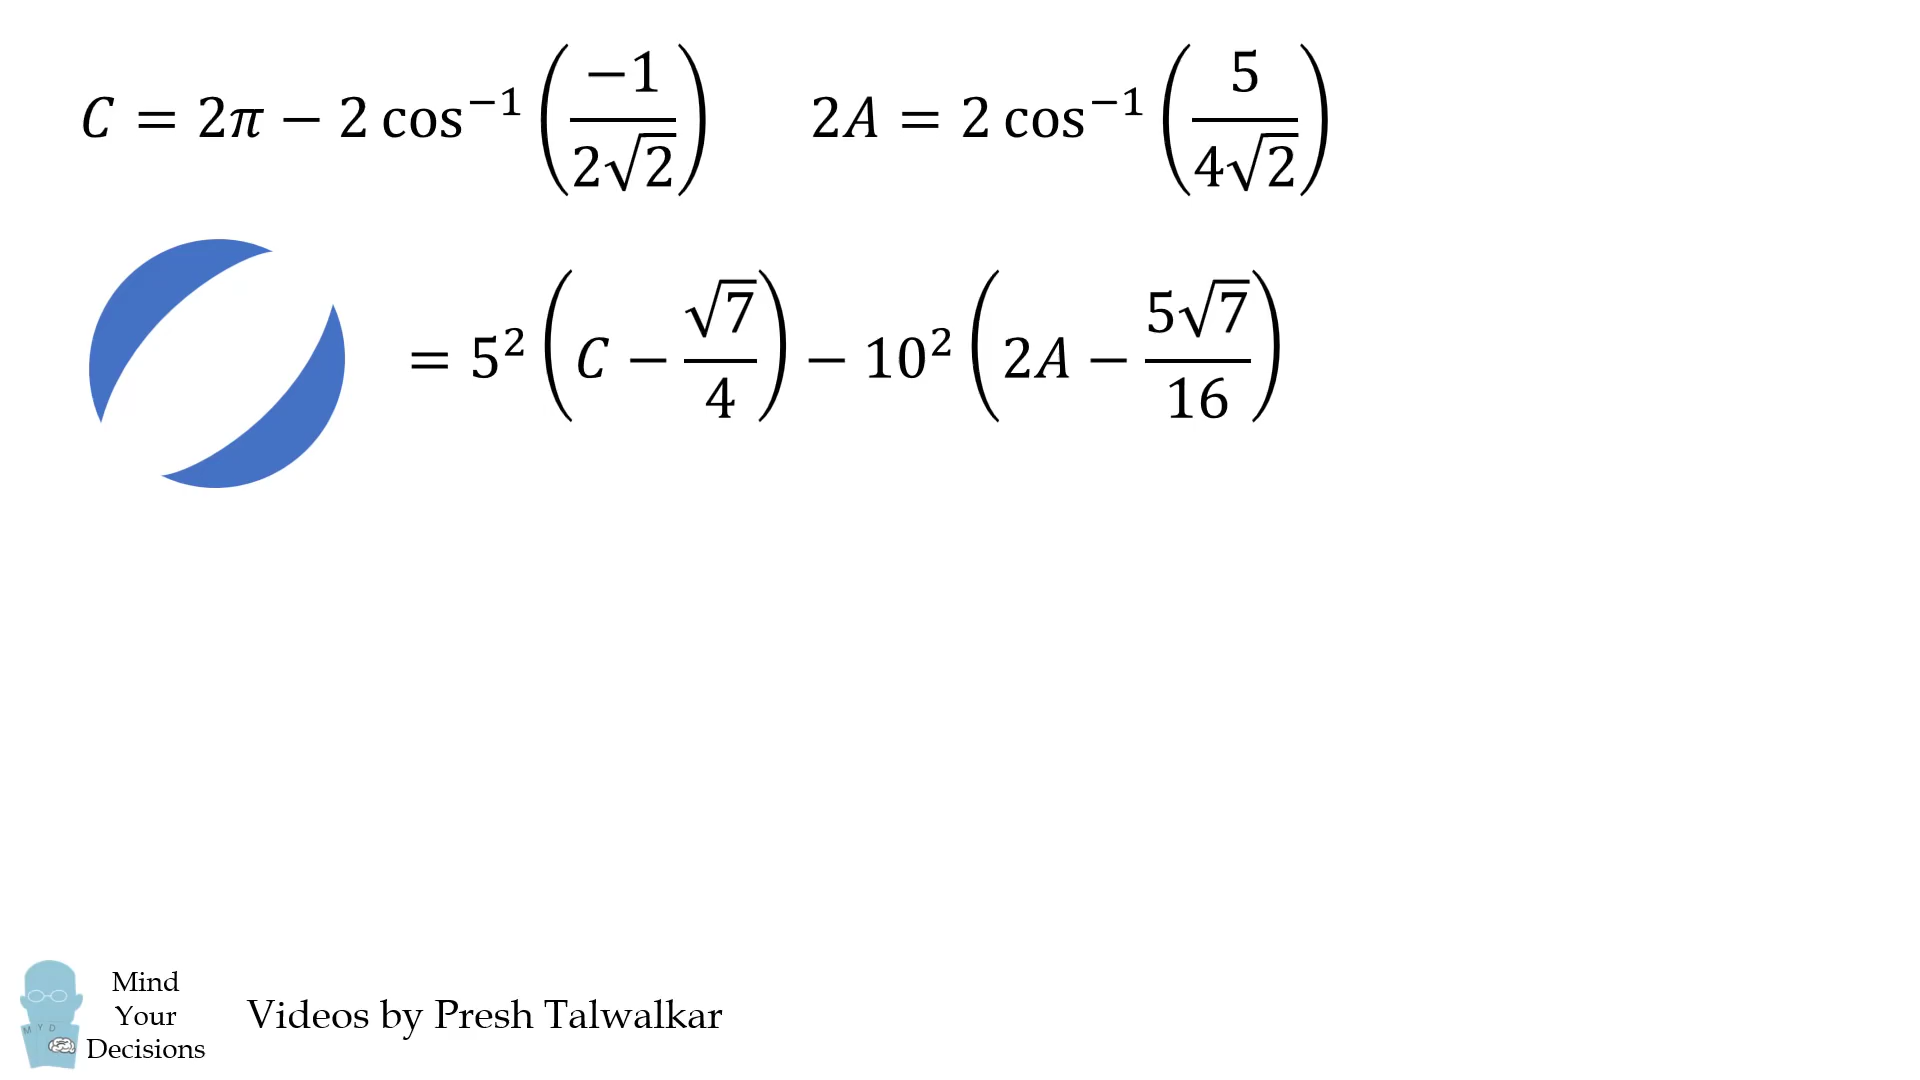 C = 2π − 2 cos⁻¹(−1/(2√2))   2A = 2 cos⁻¹(5/(4√2))
= 5²(C − √7/4) − 10²(2A − 5√7/16)
M Y D
Mind
Your
Decisions
Videos by Presh Talwalkar